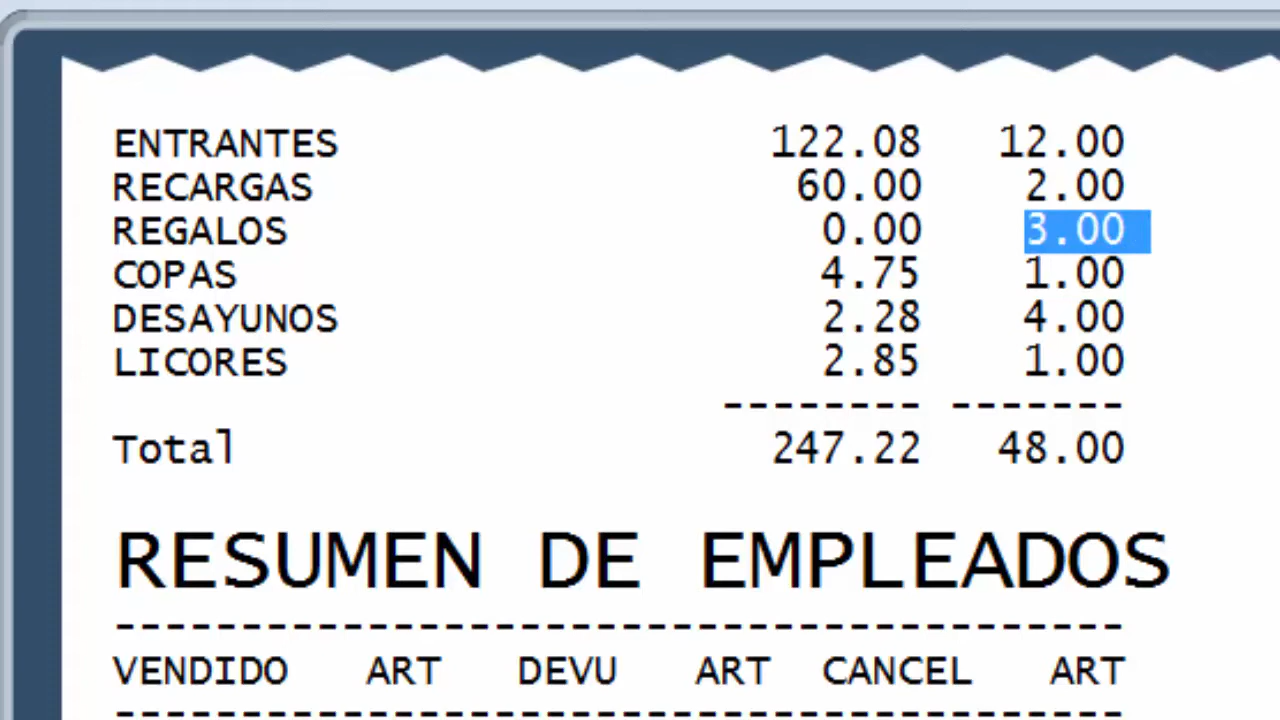 ENTRANTES 122.08 12.00
RECARGAS 60.00 2.00
REGALOS 0.00 3.00
COPAS 4.75 1.00
DESAYUNOS 2.28 4.00
LICORES 2.85 1.00
-------- -------
Total 247.22 48.00
RESUMEN DE EMPLEADOS
----------------------------------------
VENDIDO ART DEVU ART CANCEL ART
----------------------------------------